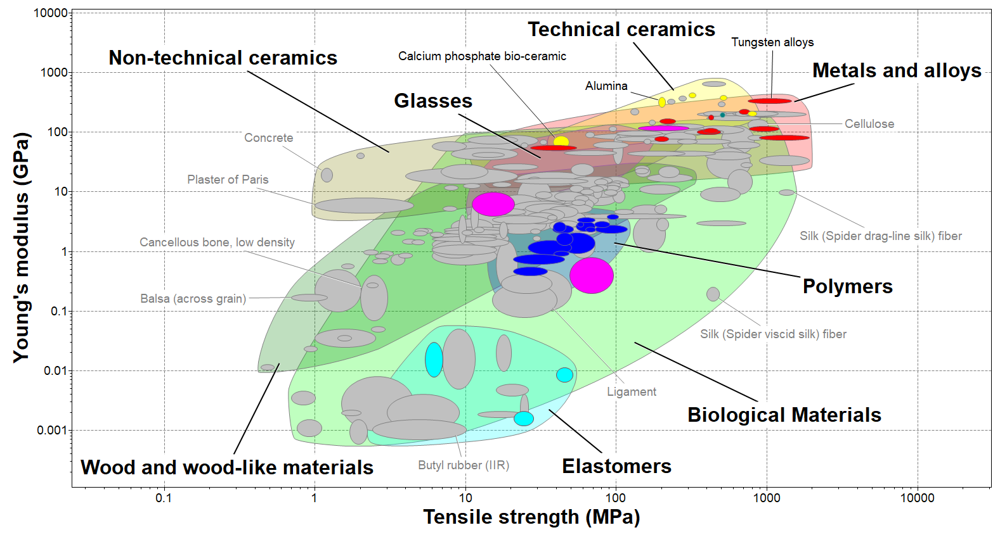 10000
1000
100
10
1
0.1
0.01
0.001
Young's modulus (GPa)
Technical ceramics
Tungsten alloys
Non-technical ceramics
Calcium phosphate bio-ceramic
Metals and alloys
Alumina
Glasses
Cellulose
Concrete
Plaster of Paris
Silk (Spider drag-line silk) fiber
Cancellous bone, low density
Polymers
Balsa (across grain)
Silk (Spider viscid silk) fiber
Ligament
Biological Materials
Wood and wood-like materials
Butyl rubber (IIR)
Elastomers
0.1
1
10
100
1000
10000
Tensile strength (MPa)